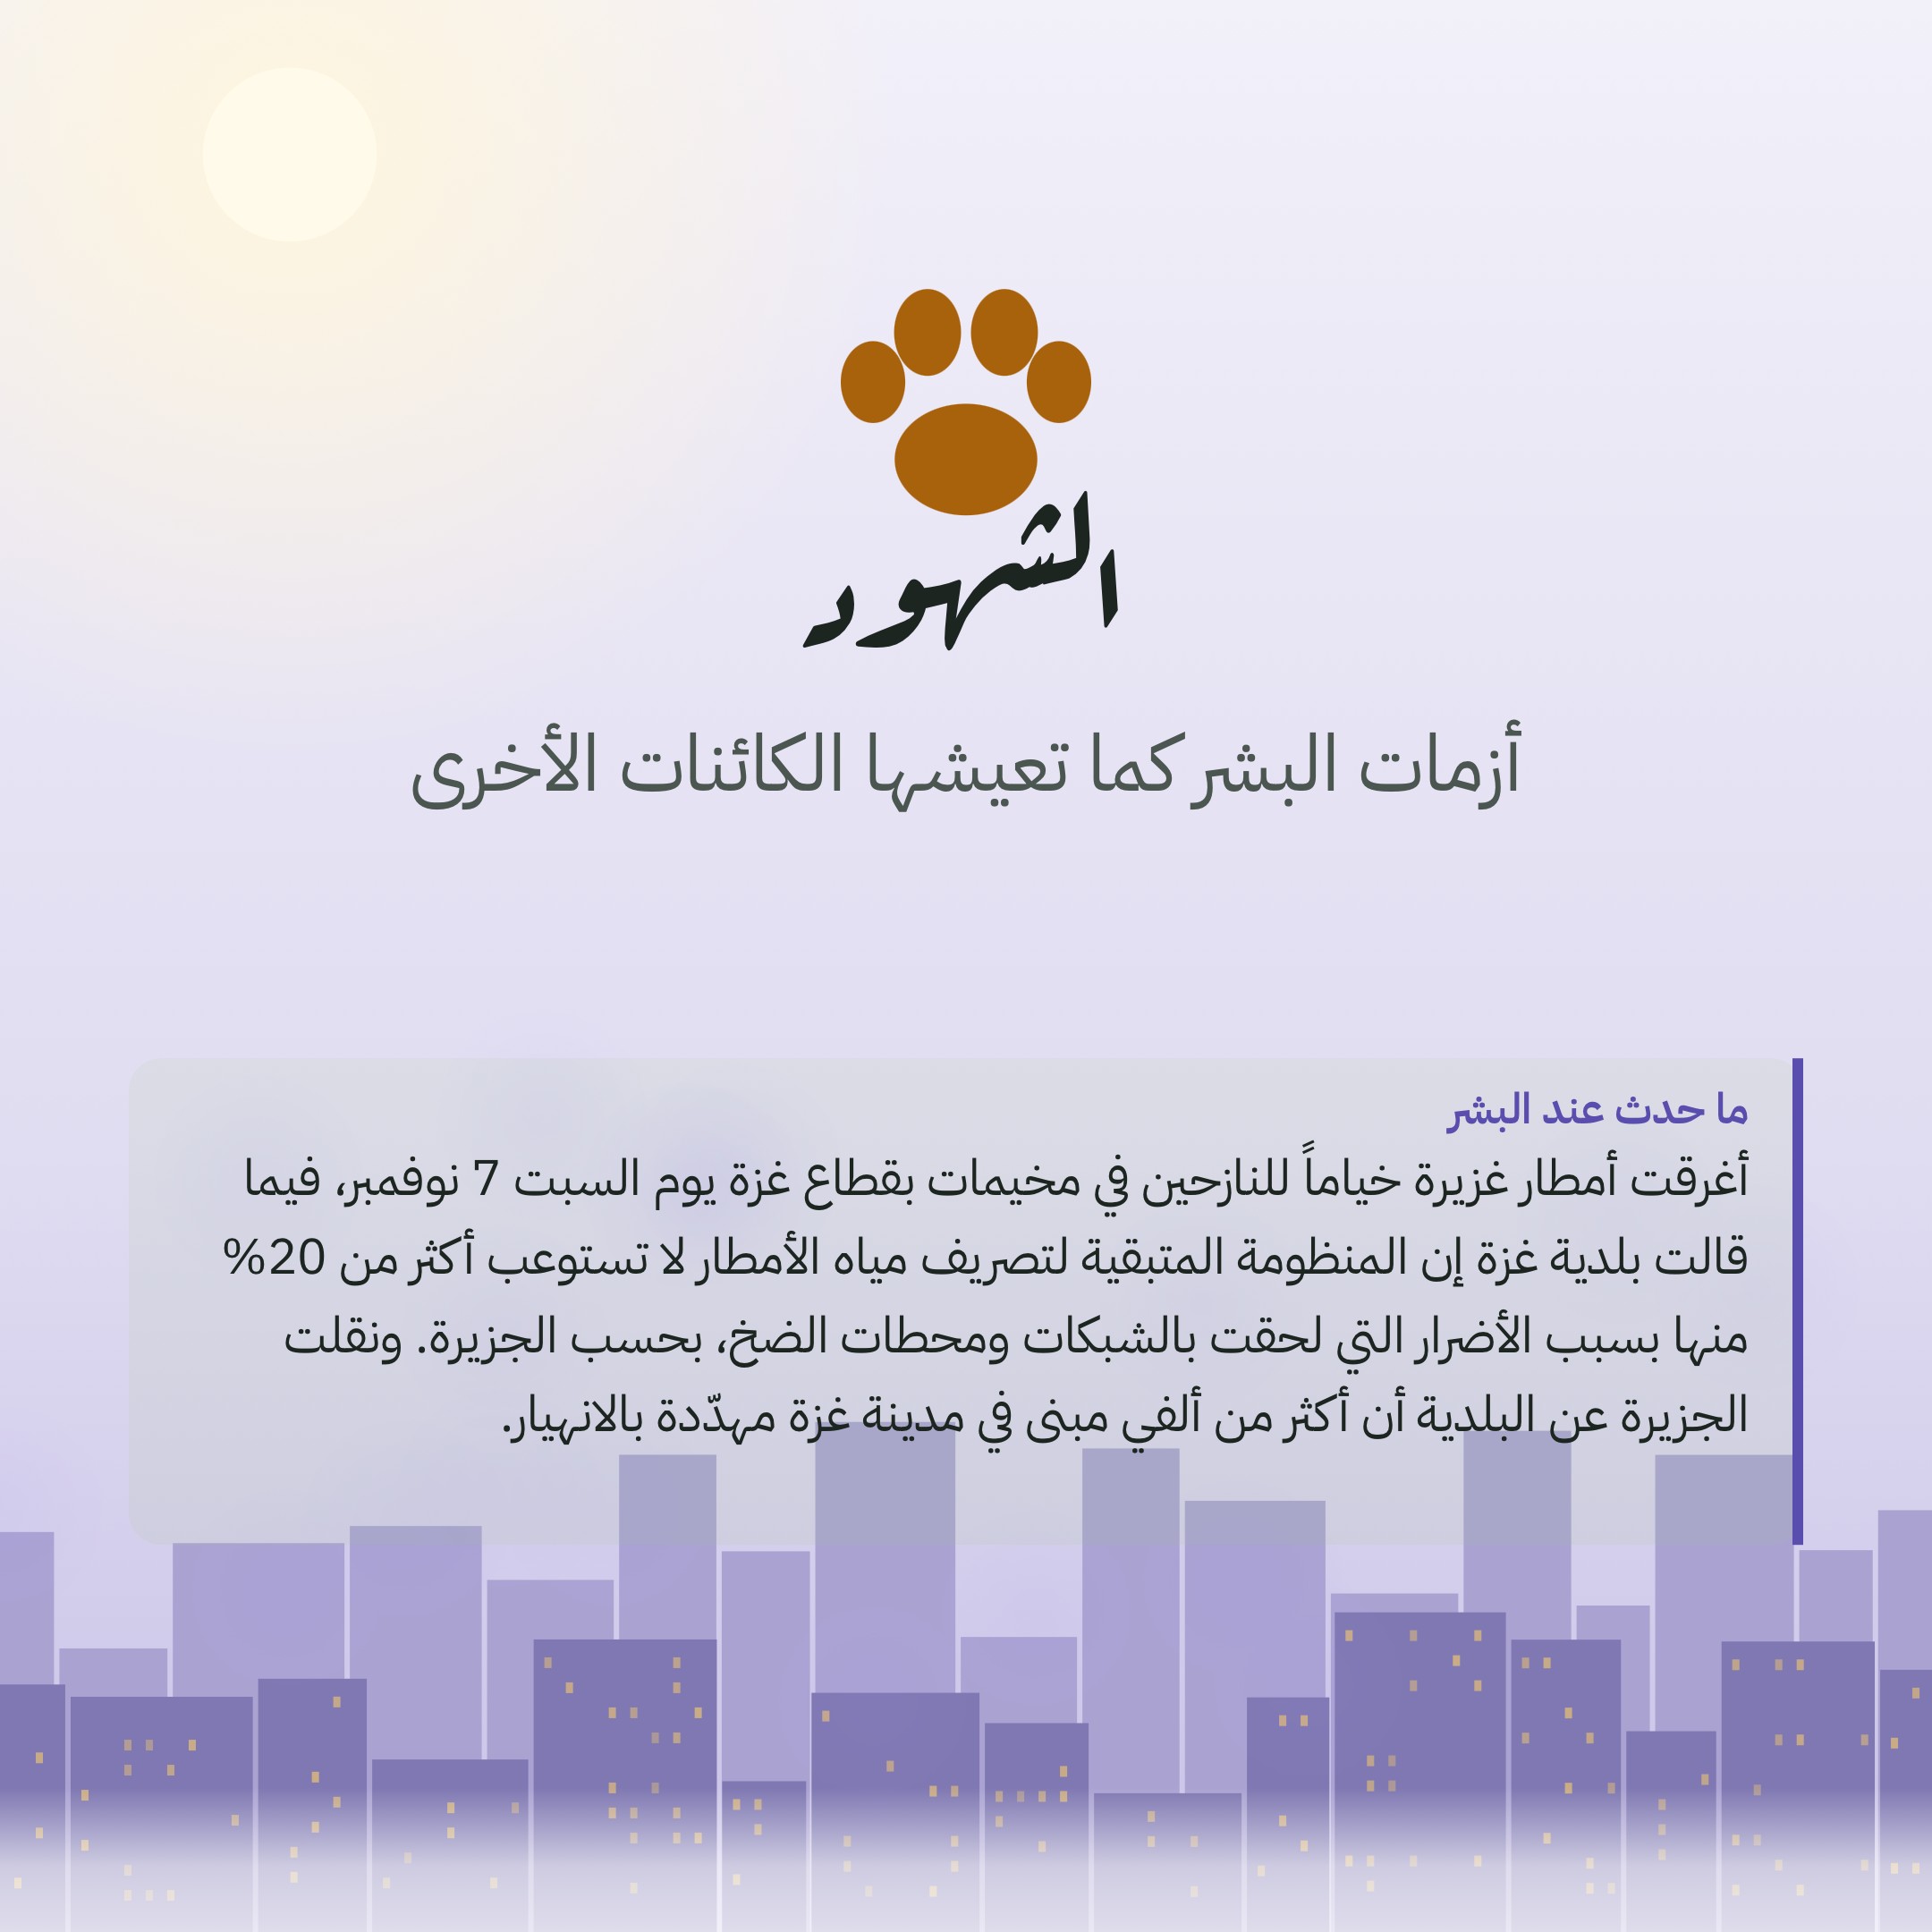 الشهود
أزمات البشر كما تعيشها الكائنات الأخرى
ما حدث عند البشر
أغرقت أمطار غزيرة خياماً للنازحين في مخيمات بقطاع غزة يوم السبت 7 نوفمبر، فيما
قالت بلدية غزة إن المنظومة المتبقية لتصريف مياه الأمطار لا تستوعب أكثر من 20%
منها بسبب الأضرار التي لحقت بالشبكات ومحطات الضخ، بحسب الجزيرة. ونقلت
الجزيرة عن البلدية أن أكثر من ألفي مبنى في مدينة غزة مهدّدة بالانهيار.